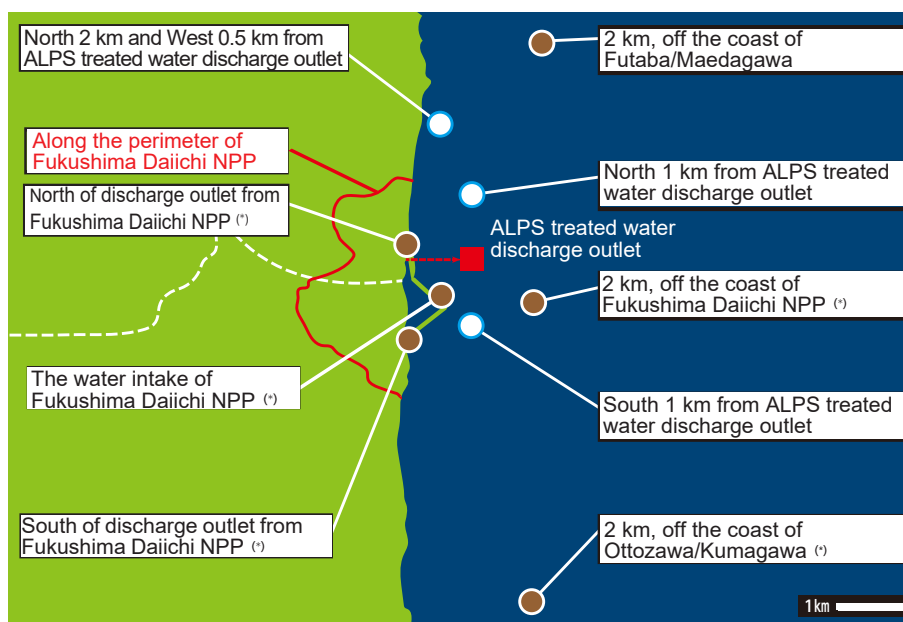 North 2 km and West 0.5 km from
ALPS treated water discharge outlet
2 km, off the coast of
Futaba/Maedagawa
Along the perimeter of
Fukushima Daiichi NPP
North of discharge outlet from
Fukushima Daiichi NPP (*)
North 1 km from ALPS treated
water discharge outlet
ALPS treated water
discharge outlet
2 km, off the coast of
Fukushima Daiichi NPP (*)
The water intake of
Fukushima Daiichi NPP (*)
South 1 km from ALPS treated
water discharge outlet
South of discharge outlet from
Fukushima Daiichi NPP (*)
2 km, off the coast of
Ottozawa/Kumagawa (*)
1km